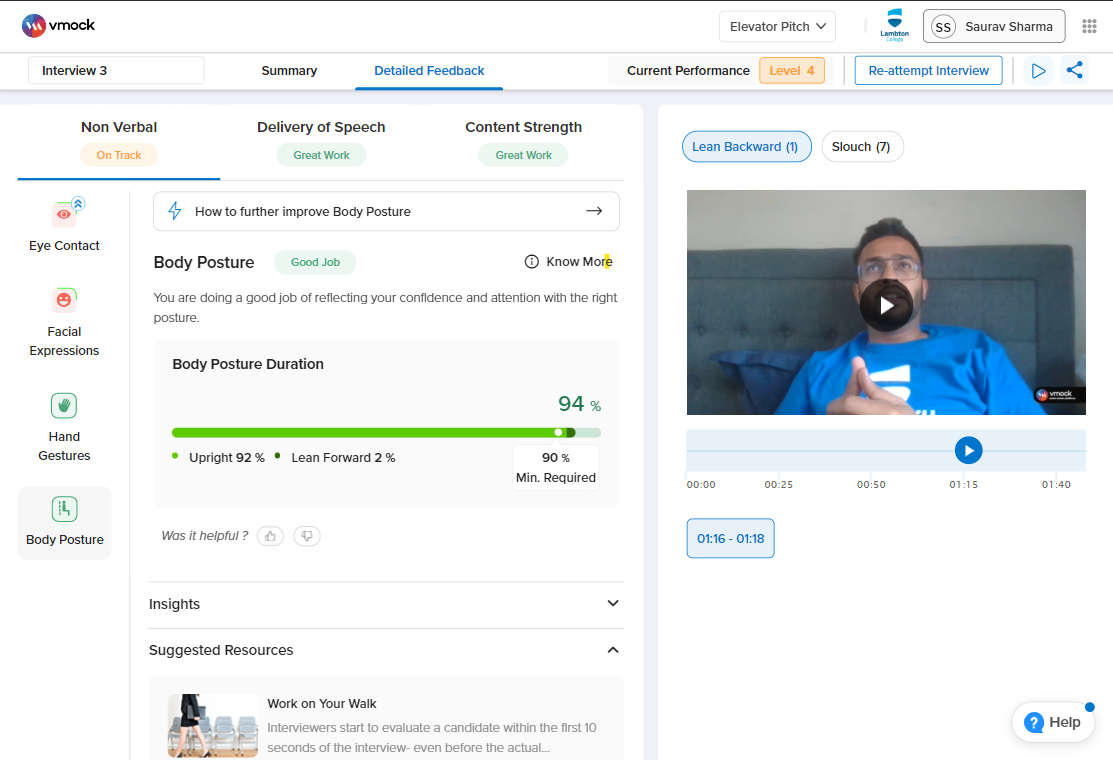 vmock
Elevator Pitch
Lambton
College
SS
Saurav Sharma
Interview 3
Summary
Detailed Feedback
Current Performance
Level 4
Re-attempt Interview
Non Verbal
On Track
Delivery of Speech
Great Work
Content Strength
Great Work
Eye Contact
Facial
Expressions
Hand
Gestures
Body Posture
How to further improve Body Posture
Body Posture
Good Job
Know More
You are doing a good job of reflecting your confidence and attention with the right
posture.
Body Posture Duration
94 %
Upright 92 %
Lean Forward 2 %
90 %
Min. Required
Was it helpful ?
Insights
Suggested Resources
Work on Your Walk
Interviewers start to evaluate a candidate within the first 10
seconds of the interview- even before the actual...
Lean Backward (1)
Slouch (7)
vmock
00:00
00:25
00:50
01:15
01:40
01:16 - 01:18
? Help